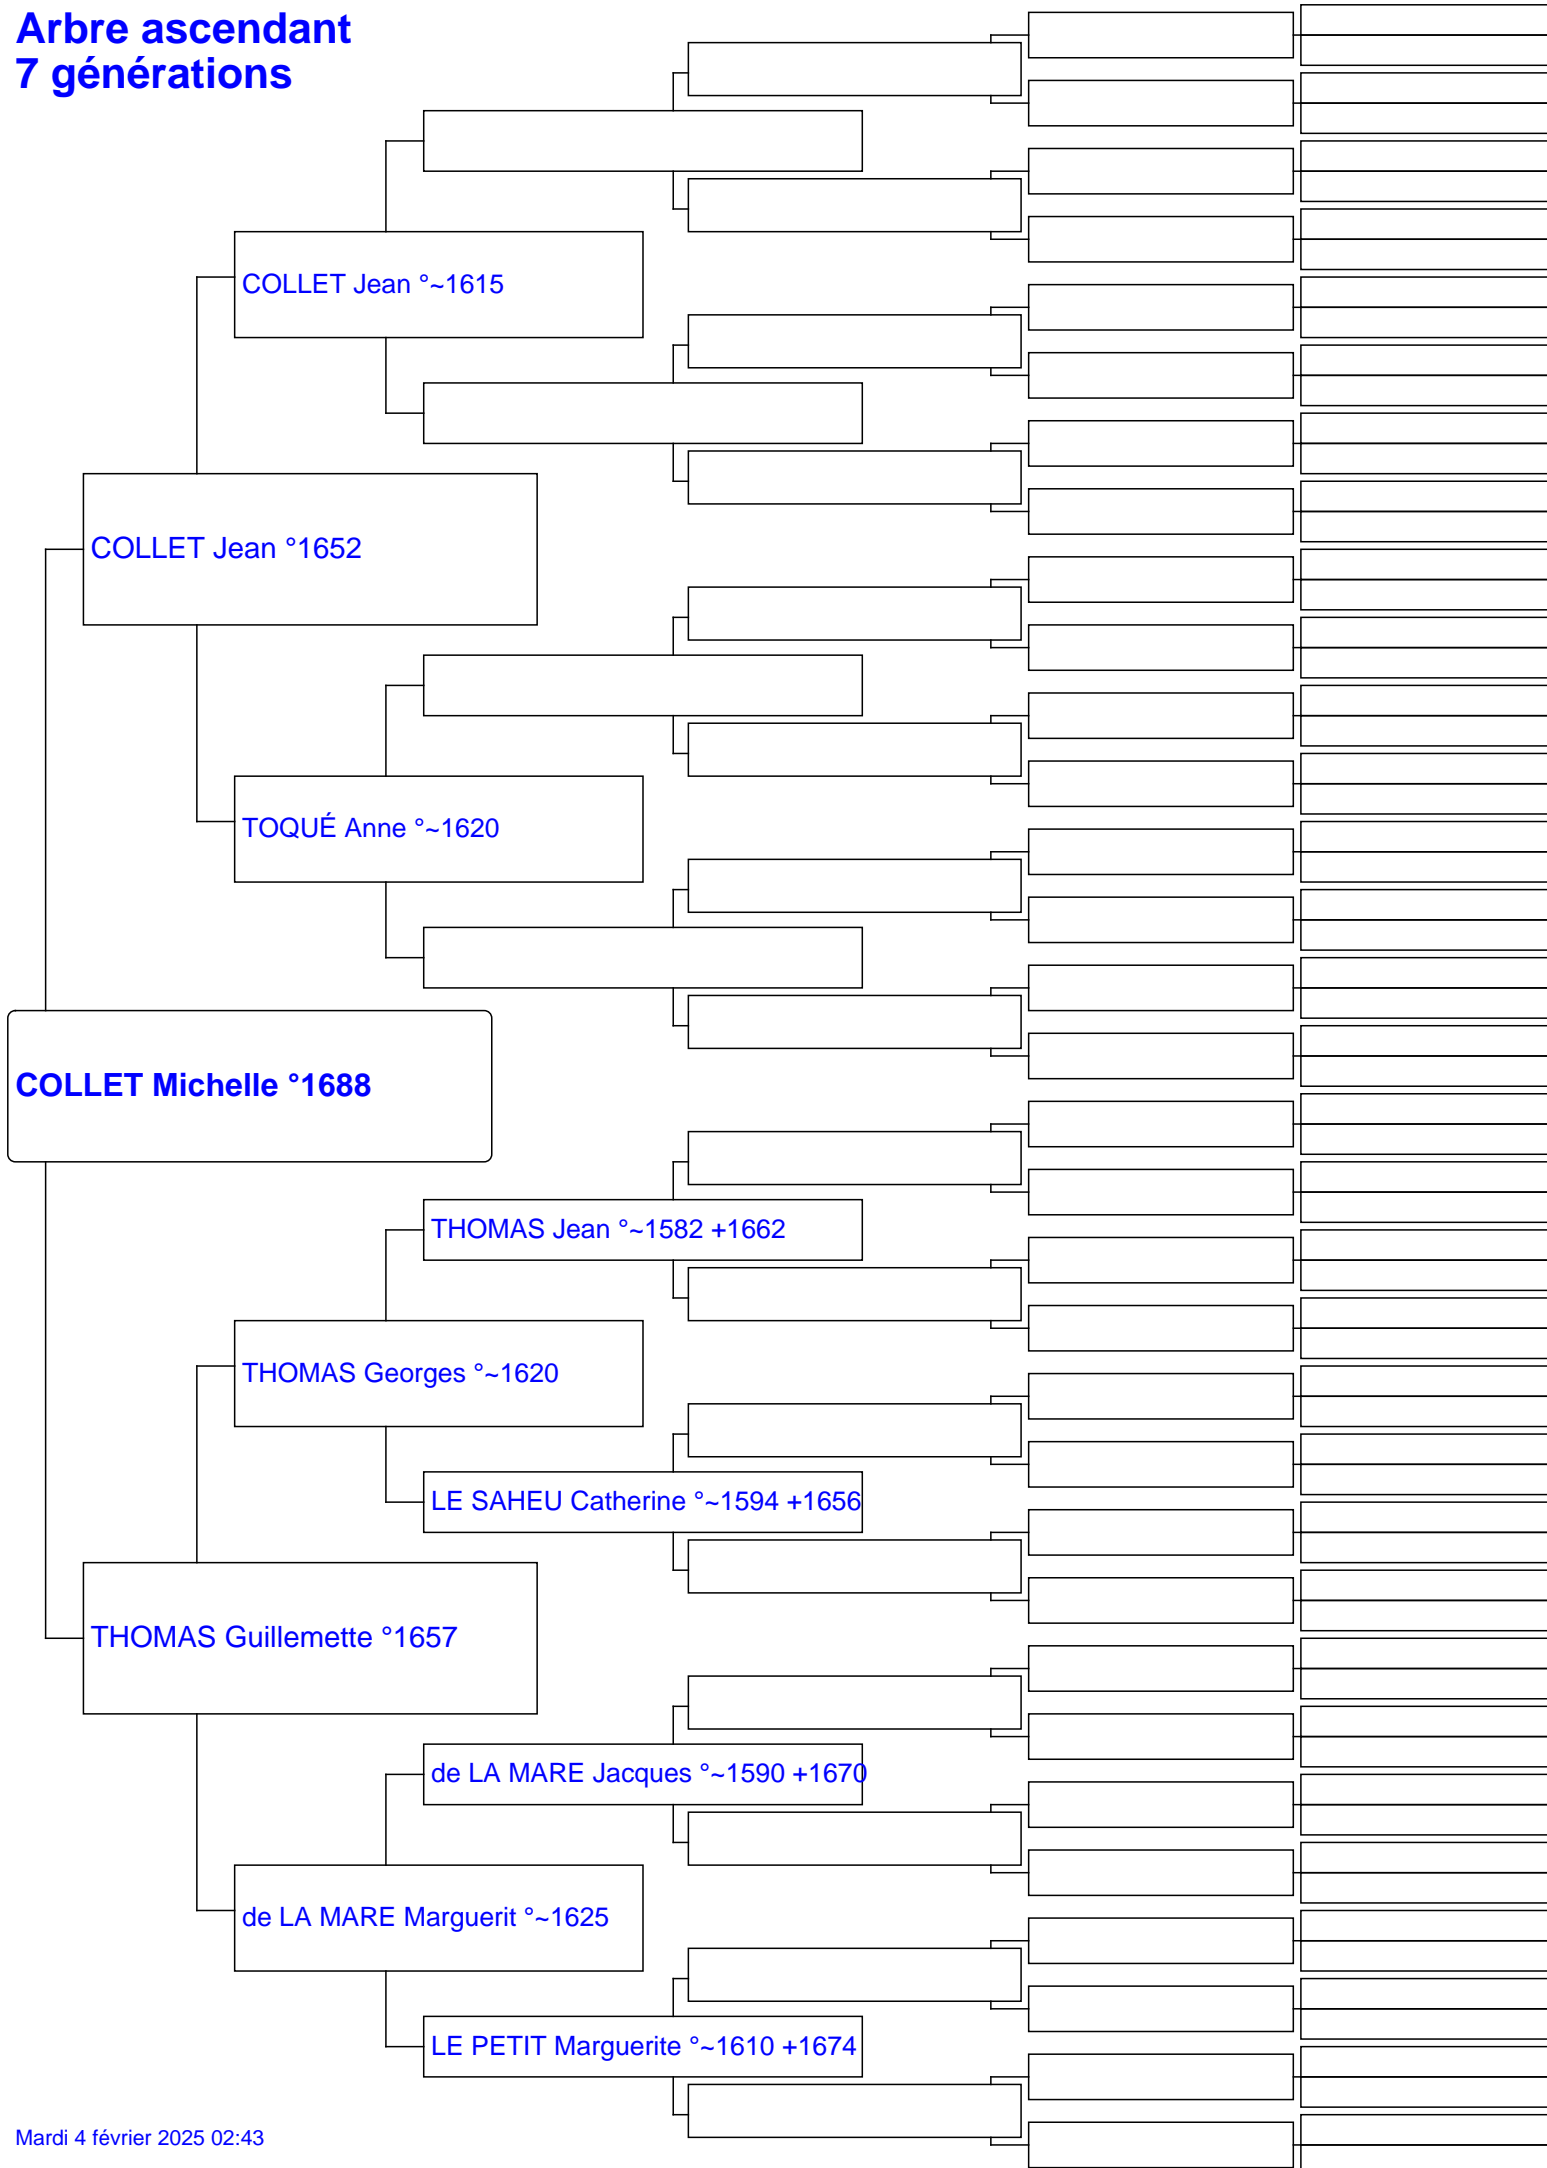 Arbre ascendant
7 générations
COLLET Jean °~1615
COLLET Jean °1652
TOQUÉ Anne °~1620
COLLET Michelle °1688
THOMAS Jean °~1582 +1662
THOMAS Georges °~1620
LE SAHEU Catherine °~1594 +1656
THOMAS Guillemette °1657
de LA MARE Jacques °~1590 +1670
de LA MARE Marguerit °~1625
LE PETIT Marguerite °~1610 +1674
Mardi 4 février 2025 02:43